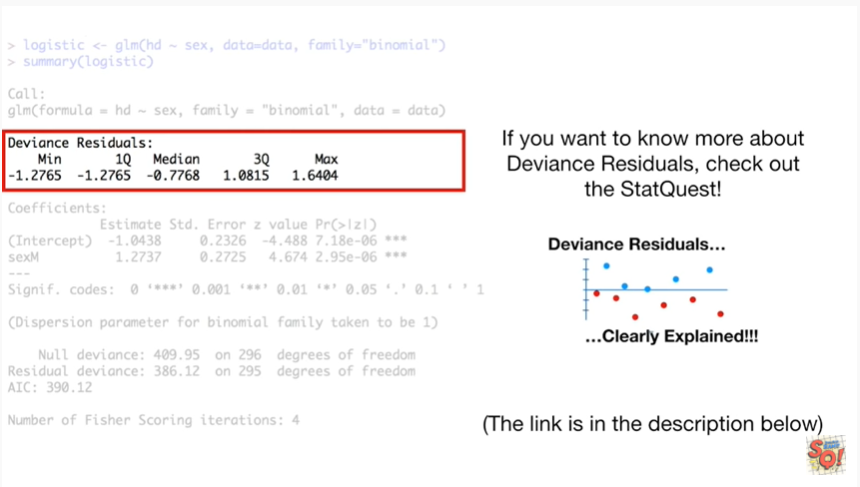 > logistic <- glm(hd ~ sex, data=data, family="binomial")
> summary(logistic)
Call:
glm(formula = hd ~ sex, family = "binomial", data = data)
Deviance Residuals:
Min 1Q Median 3Q Max
-1.2765 -1.2765 -0.7768 1.0815 1.6404
Coefficients:
Estimate Std. Error z value Pr(>|z|)
(Intercept) -1.0438 0.2326 -4.488 7.18e-06 ***
sexM 1.2737 0.2725 4.674 2.95e-06 ***
---
Signif. codes: 0 ‘***’ 0.001 ‘**’ 0.01 ‘*’ 0.05 ‘.’ 0.1 ‘ ’ 1
(Dispersion parameter for binomial family taken to be 1)
Null deviance: 409.95 on 296 degrees of freedom
Residual deviance: 386.12 on 295 degrees of freedom
AIC: 390.12
Number of Fisher Scoring iterations: 4
If you want to know more about
Deviance Residuals, check out
the StatQuest!
Deviance Residuals...
...Clearly Explained!!!
(The link is in the description below)
SQ!